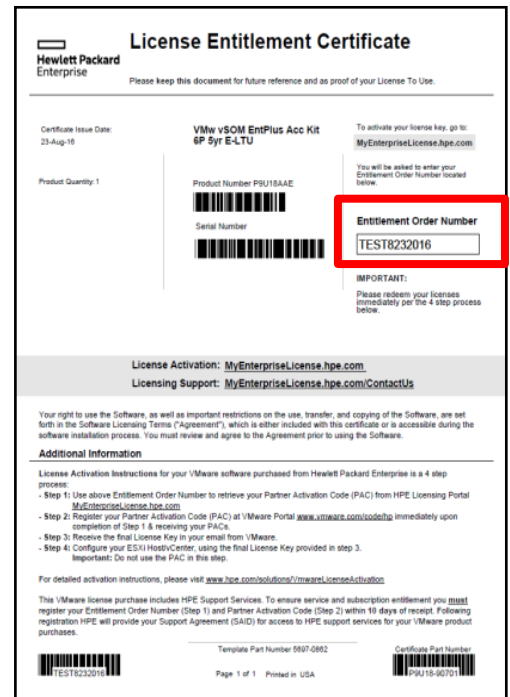 License Entitlement Certificate
Hewlett Packard
Enterprise
Please keep this document for future reference and as proof of your License To Use.
Certificate Issue Date:
23-Aug-16
VMw vSOM EntPlus Acc Kit
6P 5yr E-LTU
To activate your license key, go to:
MyEnterpriseLicense.hpe.com
You will be asked to enter your
Entitlement Order Number located
below.
Product Quantity: 1
Product Number P9U18AAE
Serial Number
Entitlement Order Number
TEST8232016
IMPORTANT:
Please redeem your licenses
immediately per the 4 step process
below.
License Activation: MyEnterpriseLicense.hpe.com
Licensing Support: MyEnterpriseLicense.hpe.com/ContactUs
Your right to use the Software, as well as important restrictions on the use, transfer, and copying of the Software, are set
forth in the Software Licensing Terms ("Agreement"), which is either included with this certificate or is accessible during the
software installation process. You must review and agree to the Agreement prior to using the Software.
Additional Information
License Activation Instructions for your VMware software purchased from Hewlett Packard Enterprise is a 4 step
process:
- Step 1: Use above Entitlement Order Number to retrieve your Partner Activation Code (PAC) from HPE Licensing Portal
MyEnterpriseLicense.hpe.com
- Step 2: Register your Partner Activation Code (PAC) at VMware Portal www.vmware.com/code/hp immediately upon
completion of Step 1 & receiving your PACs.
- Step 3: Receive the final License Key in your email from VMware.
- Step 4: Configure your ESXi Host/vCenter, using the final License Key provided in step 3.
Important: Do not use the PAC in this step.
For detailed activation instructions, please visit www.hpe.com/solutions/VmwareLicenseActivation
This VMware license purchase includes HPE Support Services. To ensure service and subscription entitlement you must
register your Entitlement Order Number (Step 1) and Partner Activation Code (Step 2) within 10 days of receipt. Following
registration HPE will provide your Support Agreement (SAID) for access to HPE support services for your VMware product
purchases.
Template Part Number 5697-0862
Certificate Part Number
TEST8232016
Page 1 of 1 Printed in USA
P9U18-90701